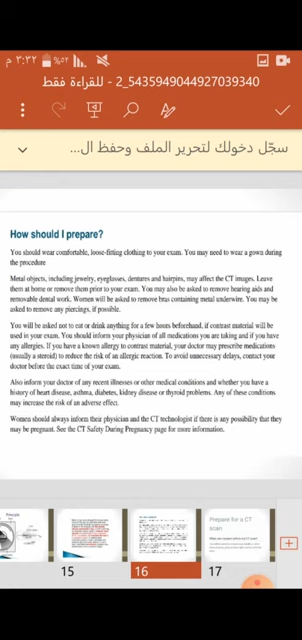 ٣:٣٢ م
٥٢%
2_5435949044927039340 - للقراءة فقط
سجّل دخولك لتحرير الملف وحفظ ال...
How should I prepare?
You should wear comfortable, loose-fitting clothing to your exam. You may need to wear a gown during
the procedure
Metal objects, including jewelry, eyeglasses, dentures and hairpins, may affect the CT images. Leave
them at home or remove them prior to your exam. You may also be asked to remove hearing aids and
removable dental work. Women will be asked to remove bras containing metal underwire. You may be
asked to remove any piercings, if possible.
You will be asked not to eat or drink anything for a few hours beforehand, if contrast material will be
used in your exam. You should inform your physician of all medications you are taking and if you have
any allergies. If you have a known allergy to contrast material, your doctor may prescribe medications
(usually a steroid) to reduce the risk of an allergic reaction. To avoid unnecessary delays, contact your
doctor before the exact time of your exam.
Also inform your doctor of any recent illnesses or other medical conditions and whether you have a
history of heart disease, asthma, diabetes, kidney disease or thyroid problems. Any of these conditions
may increase the risk of an adverse effect.
Women should always inform their physician and the CT technologist if there is any possibility that they
may be pregnant. See the CT Safety During Pregnancy page for more information.
Principle
Prepare for a CT
scan
15
16
17